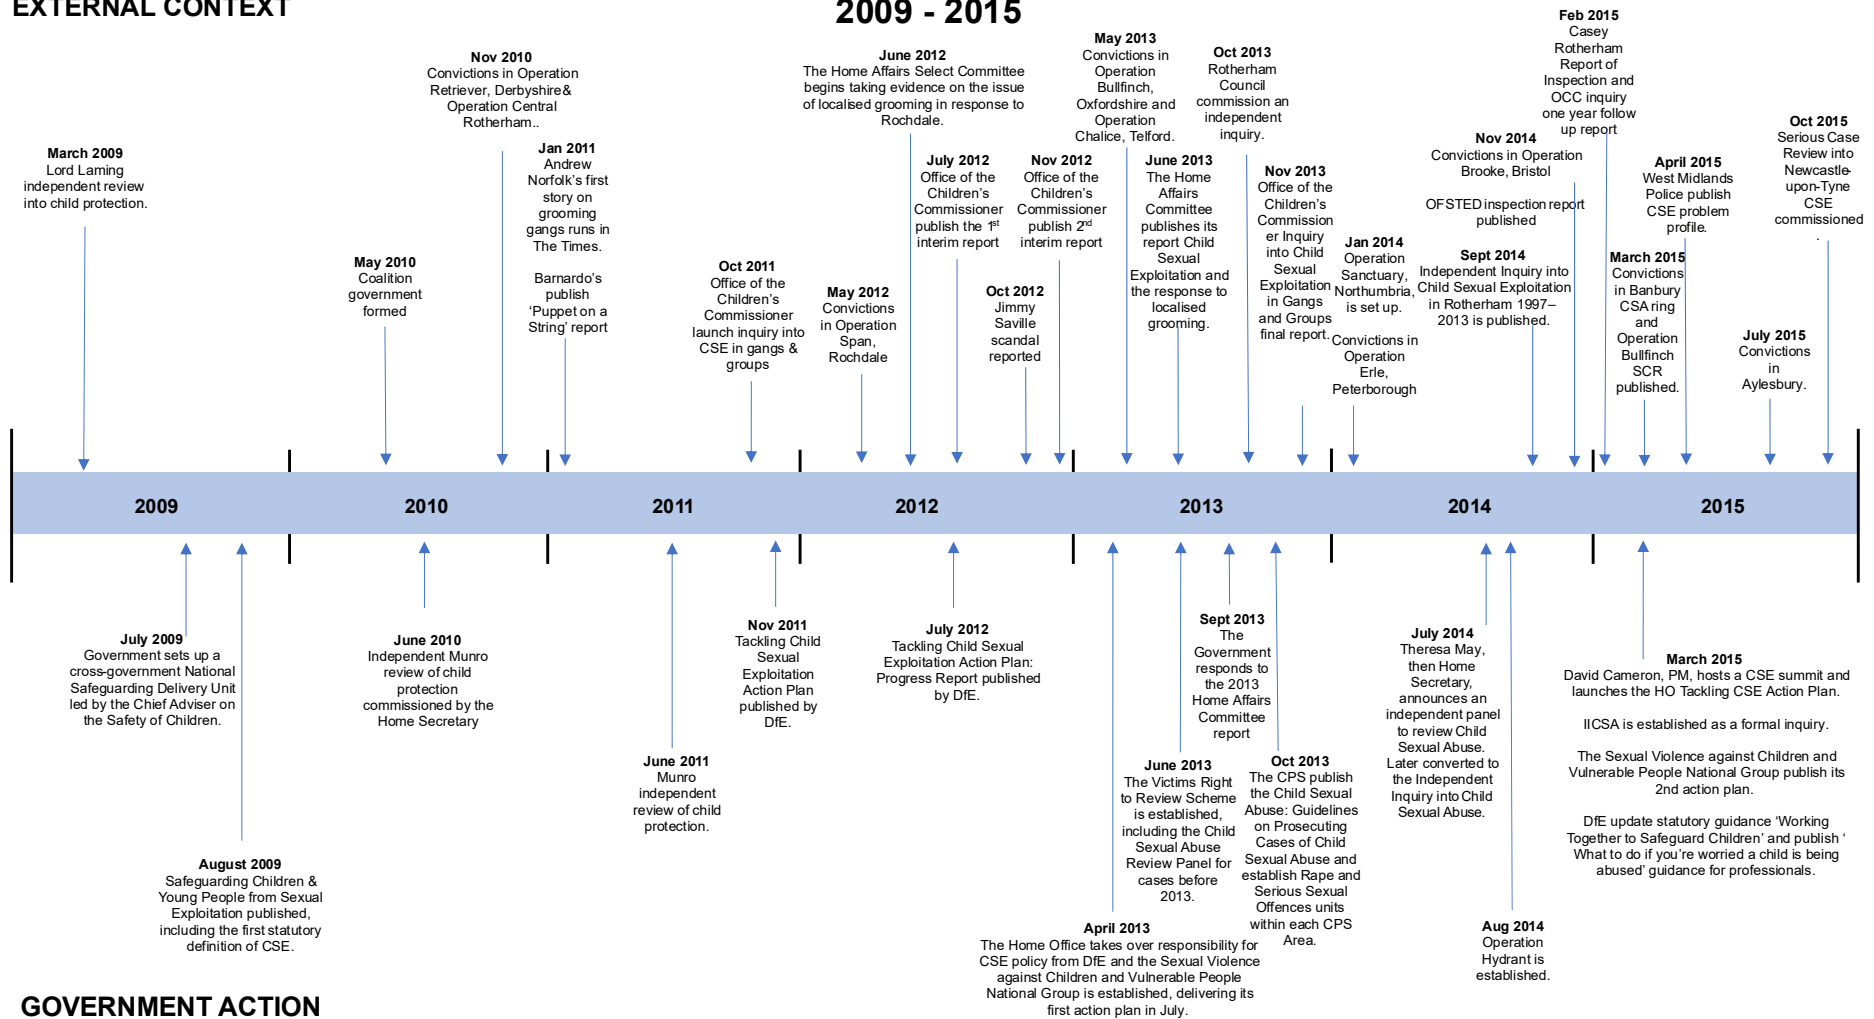 EXTERNAL CONTEXT
2009 - 2015
March 2009
Lord Laming
independent review
into child protection.
May 2010
Coalition
government
formed
Nov 2010
Convictions in Operation
Retriever, Derbyshire &
Operation Central
Rotherham..
Jan 2011
Andrew
Norfolk's first
story on
grooming
gangs runs in
The Times.
Barnardo's
publish
'Puppet on a
String' report
Oct 2011
Office of the
Children's
Commissioner
launch inquiry into
CSE in gangs &
groups
May 2012
Convictions
in Operation
Span,
Rochdale
June 2012
The Home Affairs Select Committee
begins taking evidence on the issue
of localised grooming in response to
Rochdale.
July 2012
Office of the
Children's
Commissioner
publish the 1st
interim report
Oct 2012
Jimmy
Saville
scandal
reported
Nov 2012
Office of the
Children's
Commissioner
publish 2nd
interim report
May 2013
Convictions in
Operation
Bullfinch,
Oxfordshire and
Operation
Chalice, Telford.
June 2013
The Home
Affairs
Committee
publishes its
report Child
Sexual
Exploitation and
the response to
localised
grooming.
Oct 2013
Rotherham
Council
commission an
independent
inquiry.
Nov 2013
Office of the
Children's
Commission
er Inquiry
into Child
Sexual
Exploitation
in Gangs
and Groups
final report.
Jan 2014
Operation
Sanctuary,
Northumbria,
is set up.
Convictions in
Operation
Erle,
Peterborough
Sept 2014
Independent Inquiry into
Child Sexual Exploitation
in Rotherham 1997–
2013 is published.
Nov 2014
Convictions in Operation
Brooke, Bristol
OFSTED inspection report
published
Feb 2015
Casey
Rotherham
Report of
Inspection and
OCC inquiry
one year follow
up report
March 2015
Convictions
in Banbury
CSA ring
and
Operation
Bullfinch
SCR
published.
April 2015
West Midlands
Police publish
CSE problem
profile.
July 2015
Convictions
in
Aylesbury.
Oct 2015
Serious Case
Review into
Newcastle-
upon-Tyne
CSE
commissioned
.
2009
2010
2011
2012
2013
2014
2015
July 2009
Government sets up a
cross-government National
Safeguarding Delivery Unit
led by the Chief Adviser on
the Safety of Children.
August 2009
Safeguarding Children &
Young People from Sexual
Exploitation published,
including the first statutory
definition of CSE.
June 2010
Independent Munro
review of child
protection
commissioned by the
Home Secretary
June 2011
Munro
independent
review of child
protection.
Nov 2011
Tackling Child
Sexual
Exploitation
Action Plan
published by
DfE.
July 2012
Tackling Child Sexual
Exploitation Action Plan:
Progress Report published
by DfE.
April 2013
The Home Office takes over responsibility for
CSE policy from DfE and the Sexual Violence
against Children and Vulnerable People
National Group is established, delivering its
first action plan in July.
June 2013
The Victims Right
to Review Scheme
is established,
including the Child
Sexual Abuse
Review Panel for
cases before
2013.
Sept 2013
The
Government
responds to
the 2013
Home Affairs
Committee
report
Oct 2013
The CPS publish
the Child Sexual
Abuse: Guidelines
on Prosecuting
Cases of Child
Sexual Abuse and
establish Rape and
Serious Sexual
Offences units
within each CPS
Area.
July 2014
Theresa May,
then Home
Secretary,
announces an
independent panel
to review Child
Sexual Abuse.
Later converted to
the Independent
Inquiry into Child
Sexual Abuse.
Aug 2014
Operation
Hydrant is
established.
March 2015
David Cameron, PM, hosts a CSE summit and
launches the HO Tackling CSE Action Plan.
IICSA is established as a formal inquiry.
The Sexual Violence against Children and
Vulnerable People National Group publish its
2nd action plan.
DfE update statutory guidance 'Working
Together to Safeguard Children' and publish '
What to do if you're worried a child is being
abused' guidance for professionals.
GOVERNMENT ACTION